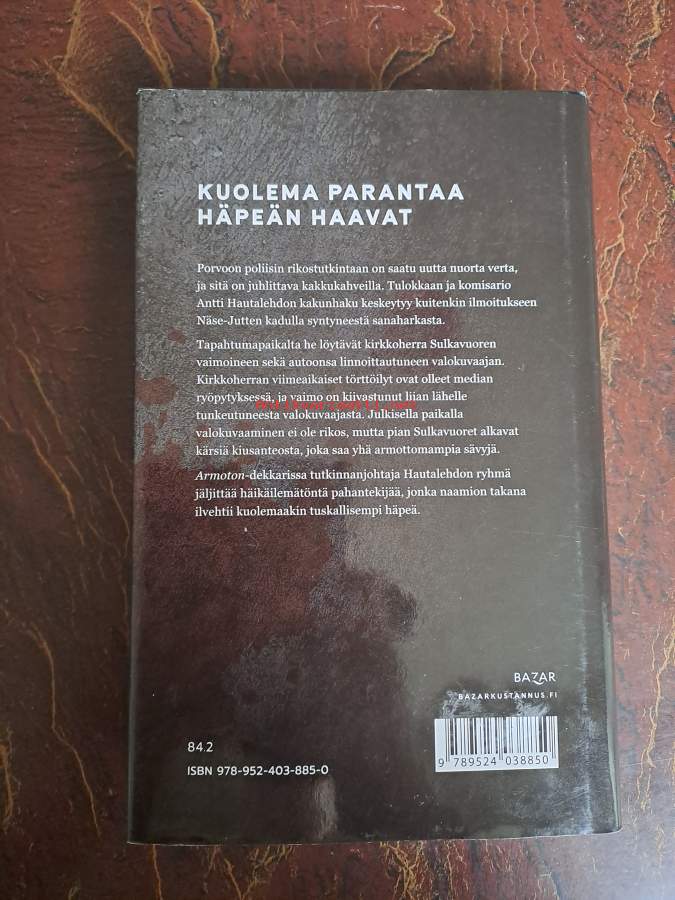 KUOLEMA PARANTAA
HÄPEÄN HAAVAT
Porvoon poliisin rikostutkintaan on saatu uutta nuorta verta,
ja sitä on juhlittava kakkukahveilla. Tulokkaan ja komisario
Antti Hautalehdon kakunhaku keskeytyy kuitenkin ilmoitukseen
Näse-Jutten kadulla syntyneestä sanaharkasta.
Tapahtumapaikalta he löytävät kirkkoherra Sulkavuoren
vaimoineen sekä autoonsa linnoittautuneen valokuvaajan.
Kirkkoherran viimeaikaiset törttöilyt ovat olleet median
ryöpytyksessä, ja vaimo on kiivastunut liian lähelle
tunkeutuneesta valokuvaajasta. Julkisella paikalla
valokuvaaminen ei ole rikos, mutta pian Sulkavuoret alkavat
kärsiä kiusanteosta, joka saa yhä armottomampia sävyjä.
Armoton-dekkarissa tutkinnanjohtaja Hautalehdon ryhmä
jäljittää häikäilemätöntä pahantekijää, jonka naamion takana
ilvehtii kuolemaakin tuskallisempi häpeä.
BAZAR
BAZARKUSTANNUS.FI
84.2
ISBN 978-952-403-885-0
9 789524 038850